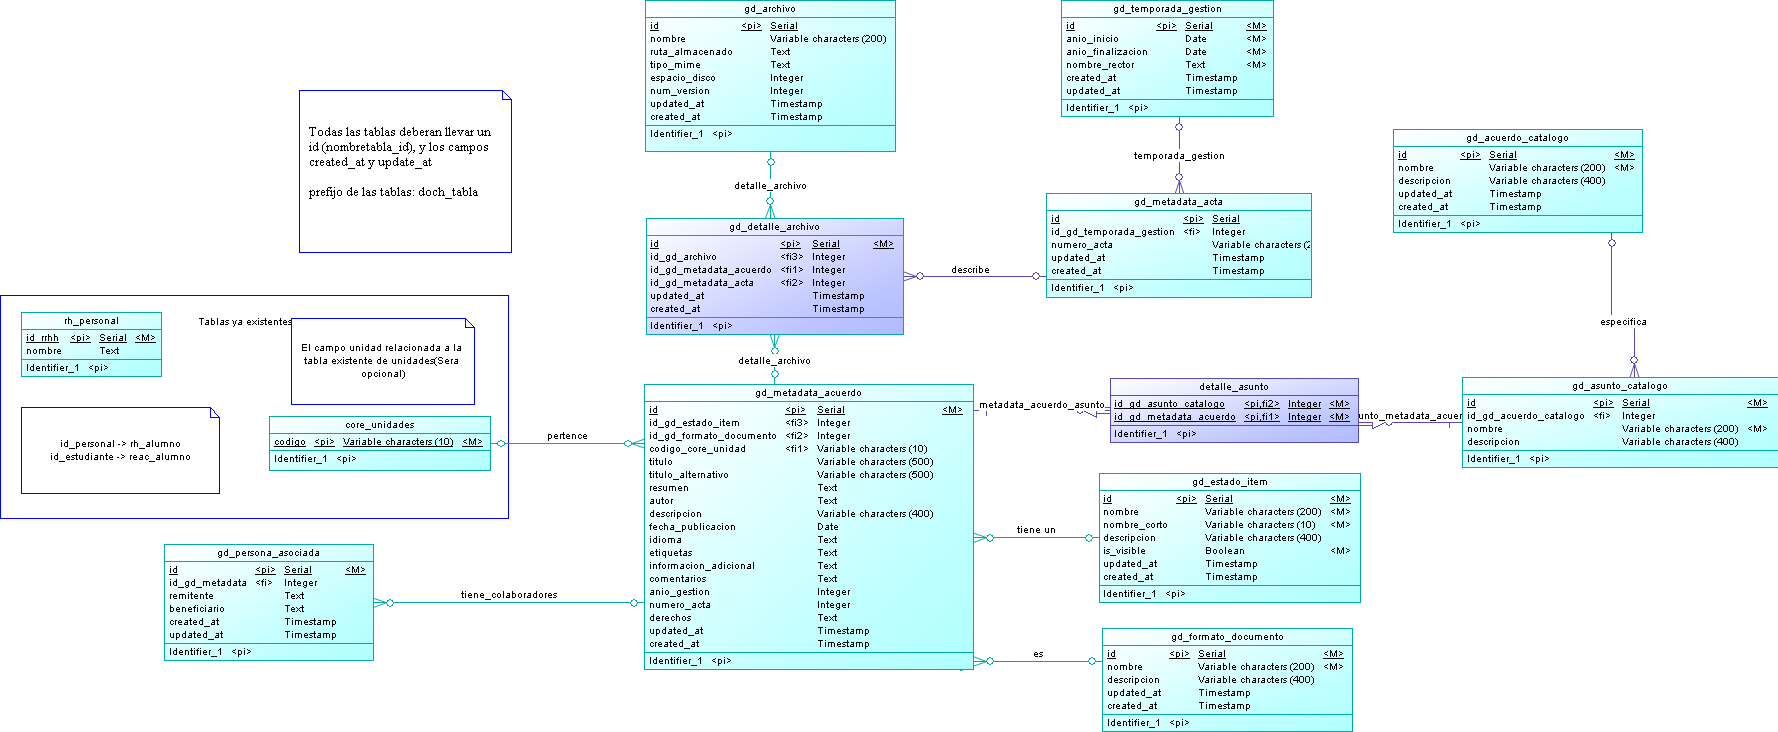 gd_archivo
id <pi> Serial
nombre Variable characters (200)
ruta_almacenado Text
tipo_mime Text
espacio_disco Integer
num_version Integer
updated_at Timestamp
created_at Timestamp
Identifier_1 <pi>
gd_temporada_gestion
id <pi> Serial <M>
anio_inicio Date <M>
anio_finalizacion Date <M>
nombre_rector Text <M>
created_at Timestamp
updated_at Timestamp
Identifier_1 <pi>
Todas las tablas deberan llevar un
id (nombretabla_id), y los campos
created_at y update_at
prefijo de las tablas: doch_tabla
temporada_gestion
detalle_archivo
gd_acuerdo_catalogo
id <pi> Serial <M>
nombre Variable characters (200) <M>
descripcion Variable characters (400)
updated_at Timestamp
created_at Timestamp
Identifier_1 <pi>
gd_detalle_archivo
id <pi> Serial <M>
id_gd_archivo <fi3> Integer
id_gd_metadata_acuerdo <fi1> Integer
id_gd_metadata_acta <fi2> Integer
updated_at Timestamp
created_at Timestamp
Identifier_1 <pi>
describe
gd_metadata_acta
id <pi> Serial
id_gd_temporada_gestion <fi> Integer
numero_acta Variable characters (2
updated_at Timestamp
created_at Timestamp
Identifier_1 <pi>
especifica
rh_personal
id_rrhh <pi> Serial <M>
nombre Text
Identifier_1 <pi>
Tablas ya existentes
El campo unidad relacionada a la
tabla existente de unidades(Sera
opcional)
id_personal -> rh_alumno
id_estudiante -> reac_alumno
core_unidades
codigo <pi> Variable characters (10) <M>
Identifier_1 <pi>
pertence
detalle_archivo
gd_metadata_acuerdo
id <pi> Serial <M>
id_gd_estado_item <fi3> Integer
id_gd_formato_documento <fi2> Integer
codigo_core_unidad <fi1> Variable characters (10)
titulo Variable characters (500)
titulo_alternativo Variable characters (500)
resumen Text
autor Text
descripcion Variable characters (400)
fecha_publicacion Date
idioma Text
etiquetas Text
informacion_adicional Text
comentarios Text
anio_gestion Integer
numero_acta Integer
derechos Text
updated_at Timestamp
created_at Timestamp
Identifier_1 <pi>
metadata_acuerdo_asunto
detalle_asunto
id_gd_asunto_catalogo <pi,fi2> Integer <M>
id_gd_metadata_acuerdo <pi,fi1> Integer <M>
Identifier_1 <pi>
unto_metadata_acuer
gd_asunto_catalogo
id <pi> Serial <M>
id_gd_acuerdo_catalogo <fi> Integer
nombre Variable characters (200) <M>
descripcion Variable characters (400)
Identifier_1 <pi>
tiene un
gd_estado_item
id <pi> Serial <M>
nombre Variable characters (200) <M>
nombre_corto Variable characters (10) <M>
descripcion Variable characters (400)
is_visible Boolean <M>
updated_at Timestamp
created_at Timestamp
Identifier_1 <pi>
gd_persona_asociada
id <pi> Serial <M>
id_gd_metadata <fi> Integer
remitente Text
beneficiario Text
created_at Timestamp
updated_at Timestamp
Identifier_1 <pi>
tiene_colaboradores
es
gd_formato_documento
id <pi> Serial <M>
nombre Variable characters (200) <M>
descripcion Variable characters (400)
updated_at Timestamp
created_at Timestamp
Identifier_1 <pi>